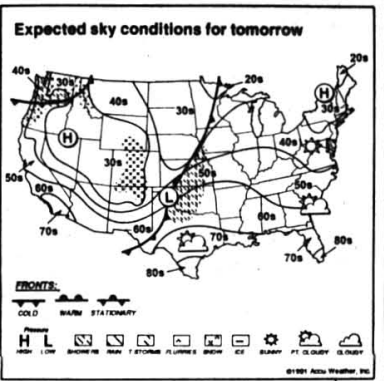 Expected sky conditions for tomorrow
40s 30s 20s
40s 30s H 30s
H 40s
30s
50s 50s 50s
60s L
70s 60s 70s 60s
80s 70s 80s
FRONTS:
COLD WARM STATIONARY
Pressure
H L
HIGH LOW SHOWERS RAIN T.STORMS FLURRIES SNOW ICE SUNNY PT. CLOUDY CLOUDY
©1991 Accu Weather, Inc.